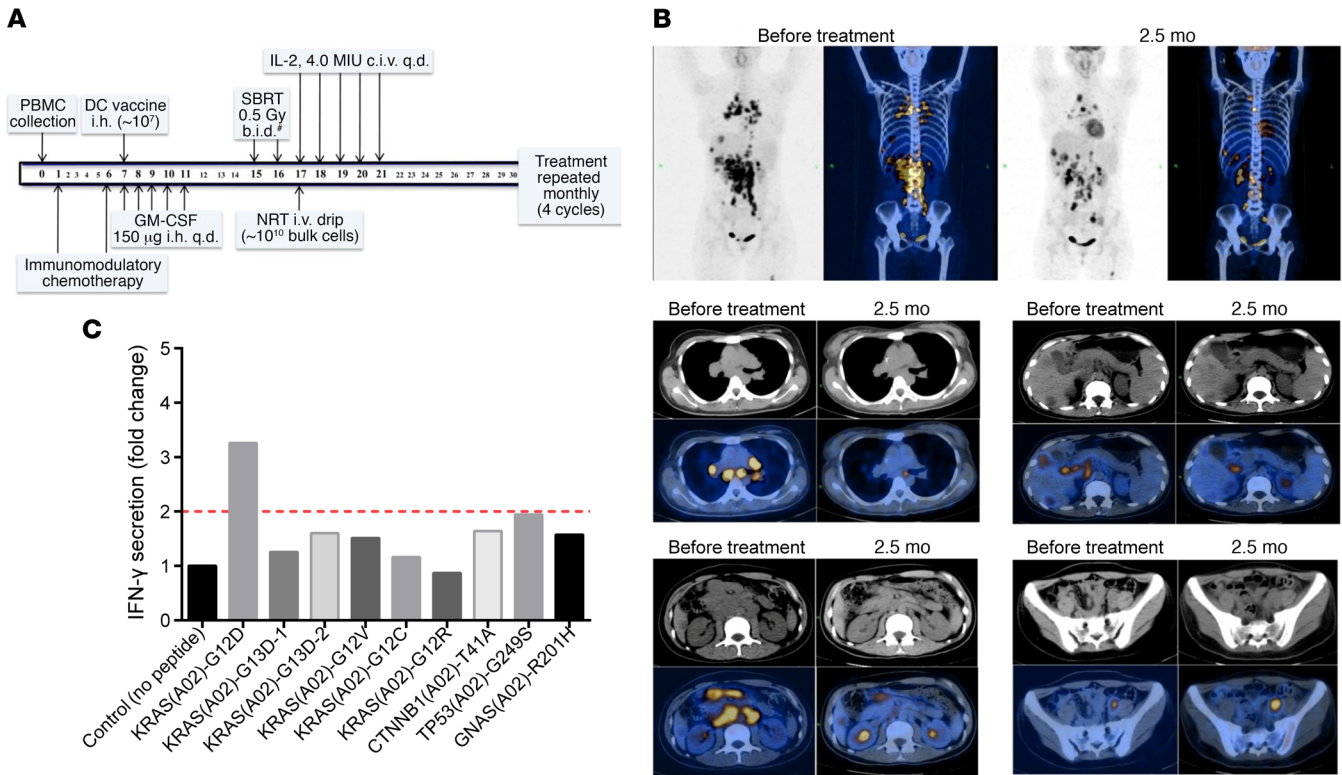 A
PBMC
collection
DC vaccine
i.h. (~10⁷)
SBRT
0.5 Gy
b.i.d.#
IL-2, 4.0 MIU c.i.v. q.d.
0 1 2 3 4 5 6 7 8 9 10 11 12 13 14 15 16 17 18 19 20 21 22 23 24 25 26 27 28 29 30
Treatment
repeated
monthly
(4 cycles)
GM-CSF
150 µg i.h. q.d.
NRT i.v. drip
(~10¹⁰ bulk cells)
Immunomodulatory
chemotherapy
B
Before treatment
2.5 mo
Before treatment
2.5 mo
Before treatment
2.5 mo
Before treatment
2.5 mo
Before treatment
2.5 mo
C
IFN-γ secretion (fold change)
5
4
3
2
1
0
Control (no peptide)
KRAS(A02)-G12D
KRAS(A02)-G13D-1
KRAS(A02)-G13D-2
KRAS(A02)-G12V
KRAS(A02)-G12C
KRAS(A02)-G12R
CTNNB1(A02)-T41A
TP53(A02)-G249S
GNAS(A02)-R201H